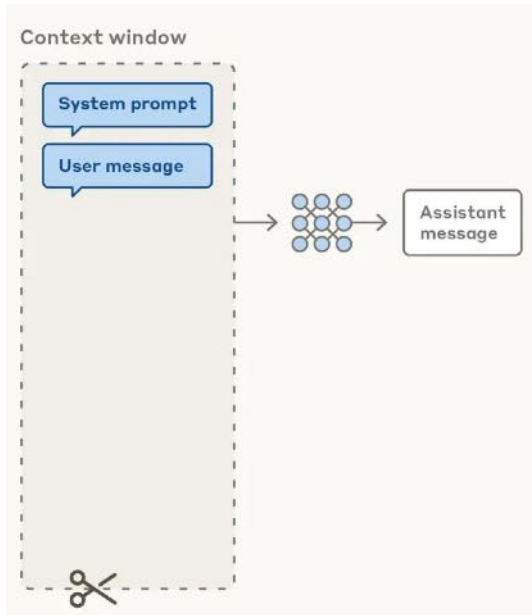 Context window
System prompt
User message
Assistant
message